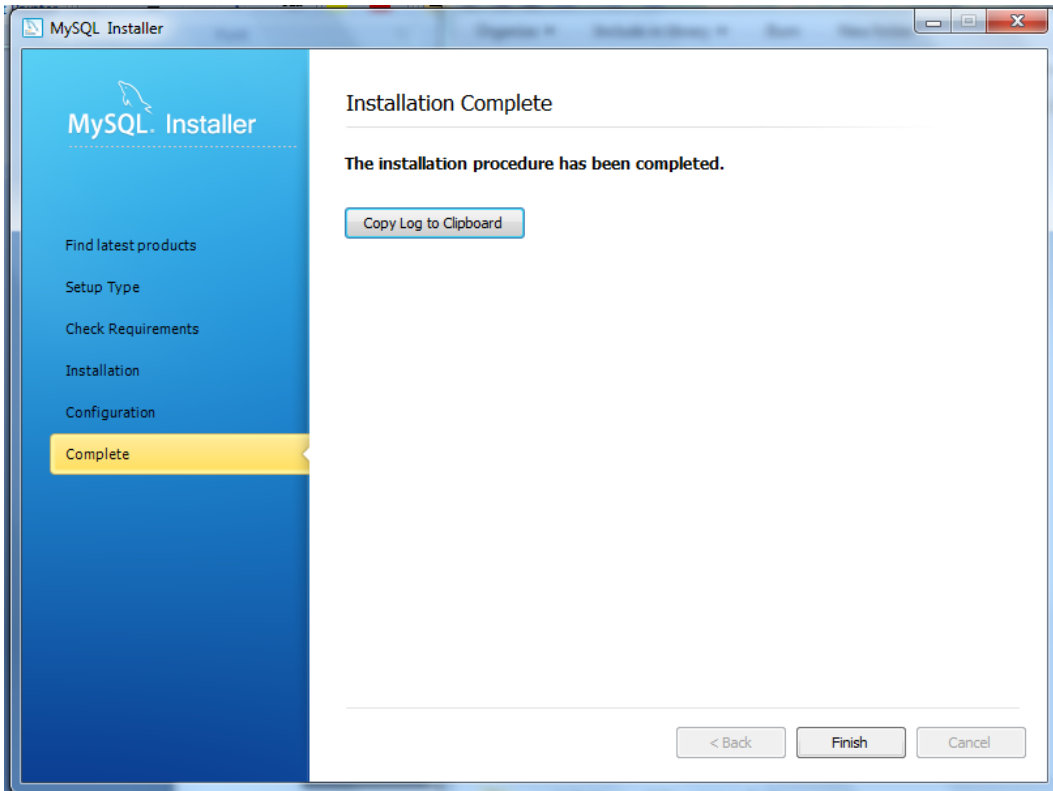 MySQL Installer
MySQL. Installer
Find latest products
Setup Type
Check Requirements
Installation
Configuration
Complete
Installation Complete
The installation procedure has been completed.
Copy Log to Clipboard
< Back
Finish
Cancel